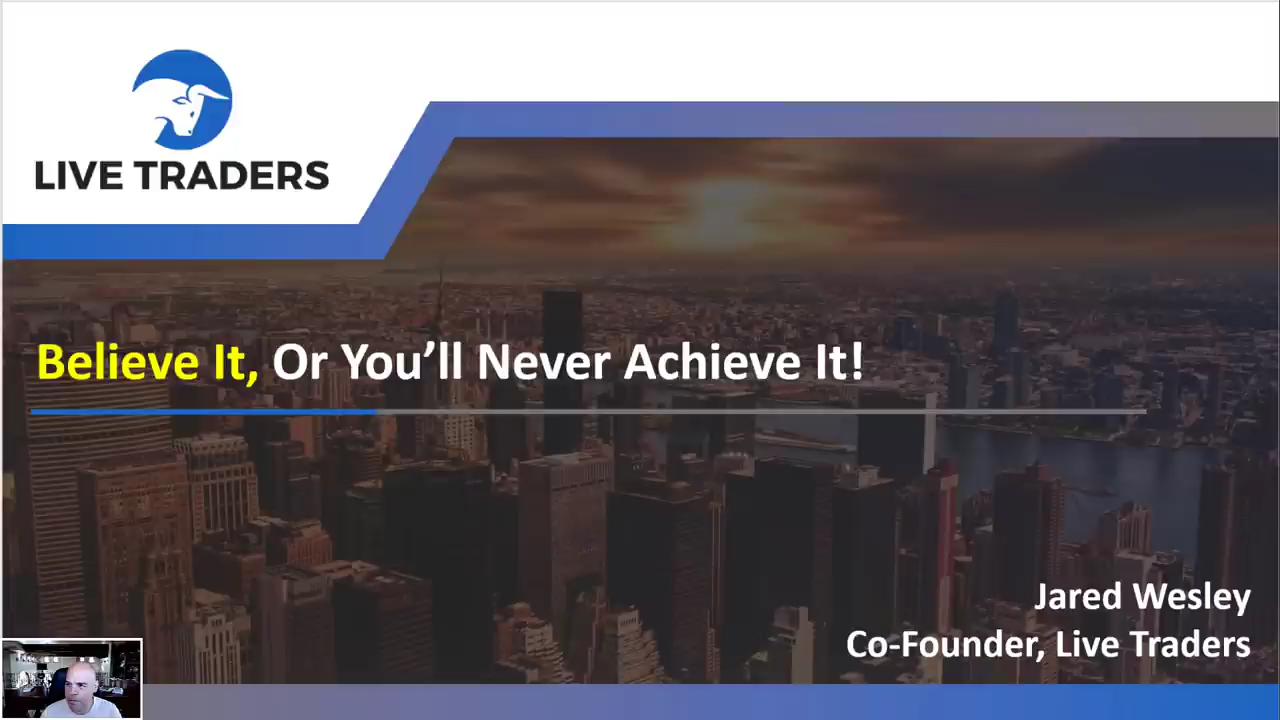 LIVE TRADERS
Believe It, Or You’ll Never Achieve It!
Jared Wesley
Co-Founder, Live Traders